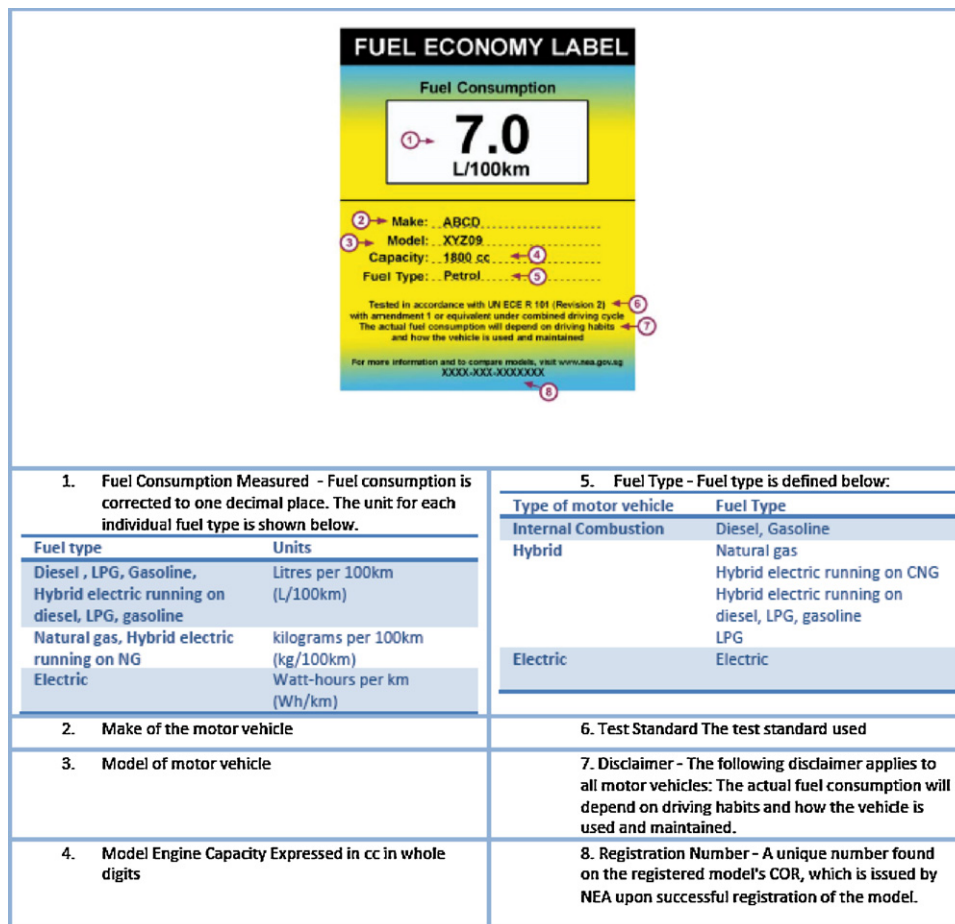 FUEL ECONOMY LABEL
Fuel Consumption
1
7.0
L/100km
2 Make: ABCD
3 Model: XYZ09
Capacity: 1800 cc 4
Fuel Type: Petrol 5
Tested in accordance with UN ECE R 101 (Revision 2) 6
with amendment 1 or equivalent under combined driving cycle
The actual fuel consumption will depend on driving habits 7
and how the vehicle is used and maintained
For more information and to compare models, visit www.nea.gov.sg
XXXX-XXX-XXXXXXX
8
1. Fuel Consumption Measured - Fuel consumption is
corrected to one decimal place. The unit for each
individual fuel type is shown below.
Fuel type Units
Diesel , LPG, Gasoline, Litres per 100km
Hybrid electric running on (L/100km)
diesel, LPG, gasoline
Natural gas, Hybrid electric kilograms per 100km
running on NG (kg/100km)
Electric Watt-hours per km
(Wh/km)
5. Fuel Type - Fuel type is defined below:
Type of motor vehicle Fuel Type
Internal Combustion Diesel, Gasoline
Hybrid Natural gas
Hybrid electric running on CNG
Hybrid electric running on
diesel, LPG, gasoline
LPG
Electric Electric
2. Make of the motor vehicle
6. Test Standard The test standard used
3. Model of motor vehicle
7. Disclaimer - The following disclaimer applies to
all motor vehicles: The actual fuel consumption will
depend on driving habits and how the vehicle is
used and maintained.
4. Model Engine Capacity Expressed in cc in whole
digits
8. Registration Number - A unique number found
on the registered model's COR, which is issued by
NEA upon successful registration of the model.